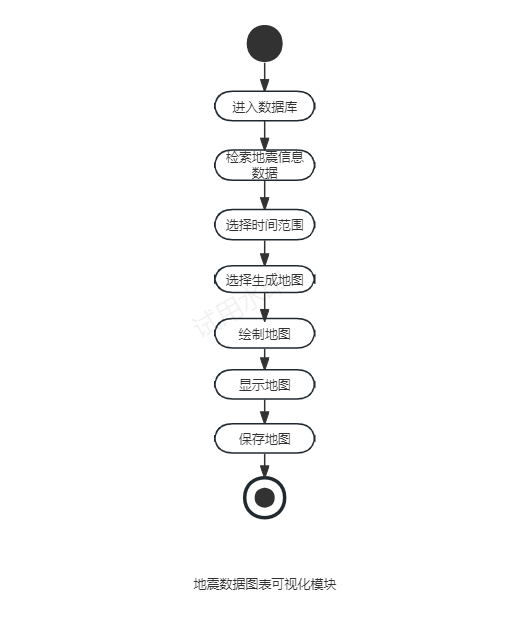 进入数据库
检索地震信息
数据
选择时间范围
选择生成地图
绘制地图
显示地图
保存地图
地震数据图表可视化模块